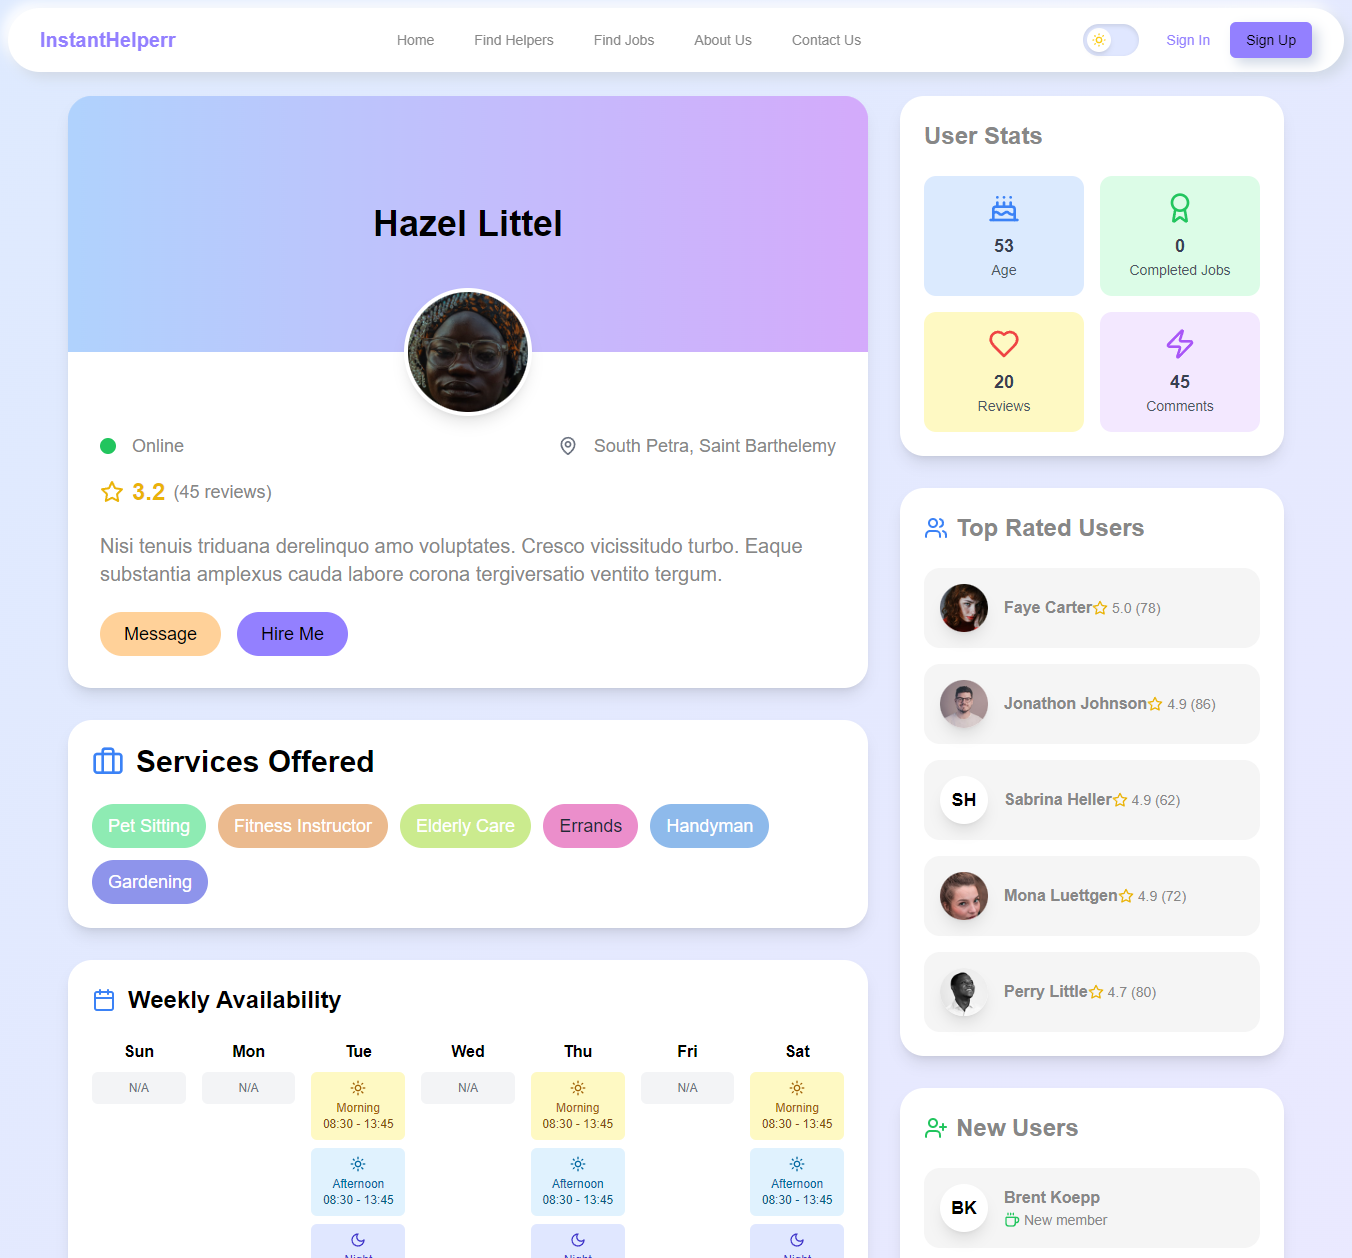 InstantHelperr
Home
Find Helpers
Find Jobs
About Us
Contact Us
Sign In
Sign Up
Hazel Littel
Online
South Petra, Saint Barthelemy
3.2 (45 reviews)
Nisi tenuis triduana derelinquo amo voluptates. Cresco vicissitudo turbo. Eaque
substantia amplexus cauda labore corona tergiversatio ventito tergum.
Message
Hire Me
Services Offered
Pet Sitting
Fitness Instructor
Elderly Care
Errands
Handyman
Gardening
Weekly Availability
Sun
Mon
Tue
Wed
Thu
Fri
Sat
N/A
N/A
Morning
08:30 - 13:45
N/A
Morning
08:30 - 13:45
N/A
Morning
08:30 - 13:45
Afternoon
08:30 - 13:45
Afternoon
08:30 - 13:45
Afternoon
08:30 - 13:45
Night
Night
Night
User Stats
53
Age
0
Completed Jobs
20
Reviews
45
Comments
Top Rated Users
Faye Carter 5.0 (78)
Jonathon Johnson 4.9 (86)
SH
Sabrina Heller 4.9 (62)
Mona Luettgen 4.9 (72)
Perry Little 4.7 (80)
New Users
BK
Brent Koepp
New member